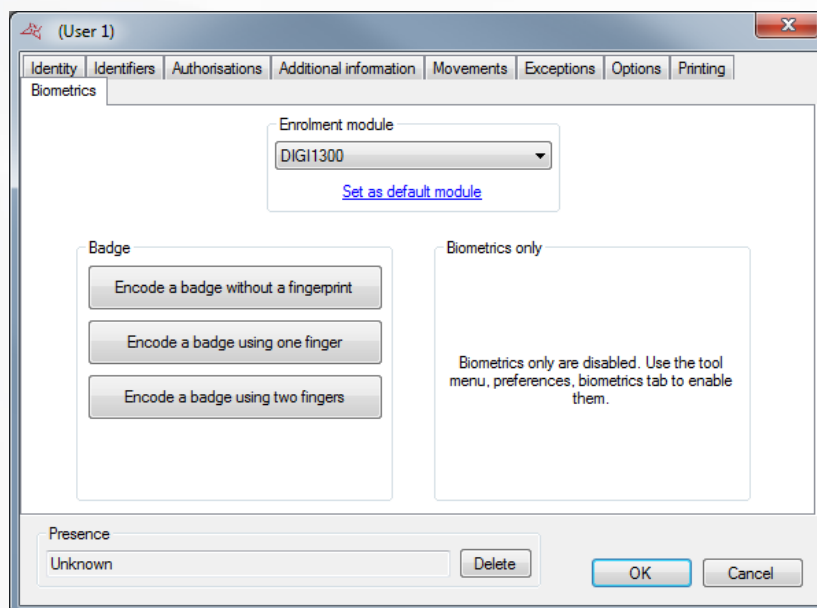 (User 1)
Identity Identifiers Authorisations Additional information Movements Exceptions Options Printing
Biometrics
Enrolment module
DIGI1300
Set as default module
Badge
Encode a badge without a fingerprint
Encode a badge using one finger
Encode a badge using two fingers
Biometrics only
Biometrics only are disabled. Use the tool
menu, preferences, biometrics tab to enable
them.
Presence
Unknown
Delete
OK
Cancel